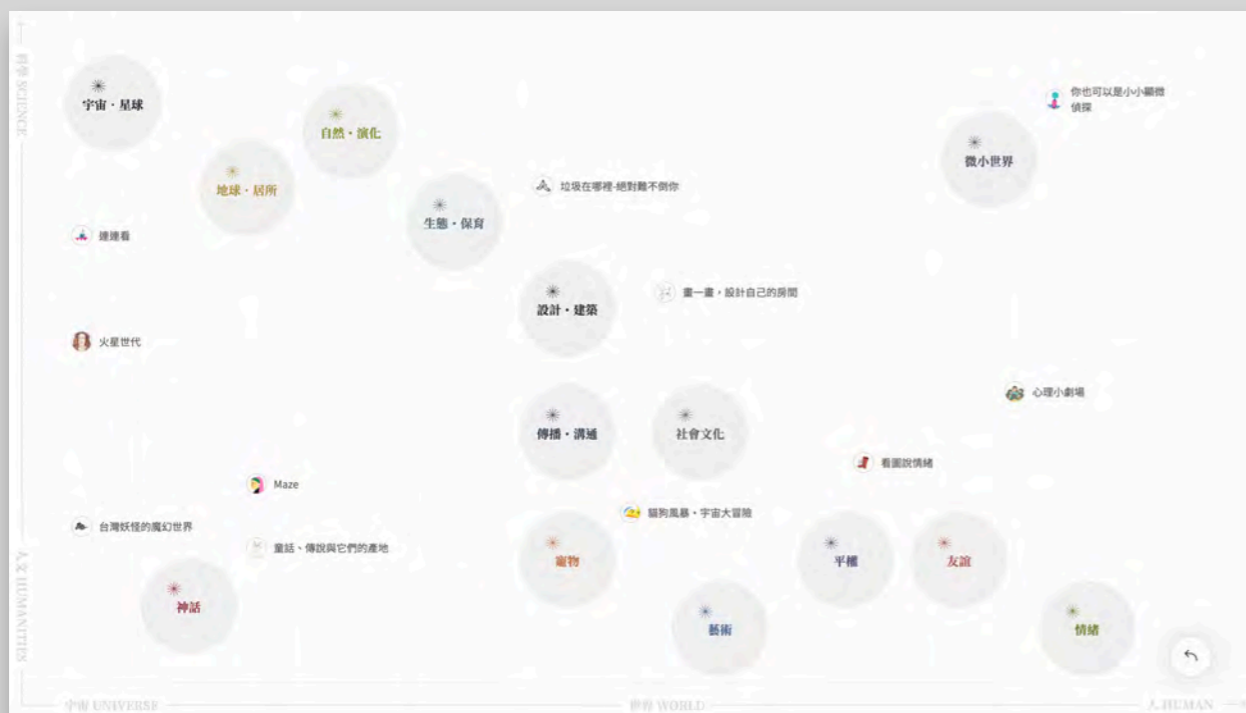 科學 SCIENCE
宇宙・星球
自然・演化
你也可以是小小顯微
偵探
微小世界
地球・居所
垃圾在哪裡-絕對難不倒你
生態・保育
連連看
畫一畫，設計自己的房間
設計・建築
火星世代
心理小劇場
傳播・溝通
社會文化
看圖說情緒
Maze
貓狗風暴・宇宙大冒險
台灣妖怪的魔幻世界
童話、傳說與它們的產地
寵物
平權
友誼
神話
藝術
情緒
人文 HUMANITIES
宇宙 UNIVERSE
世界 WORLD
人 HUMAN